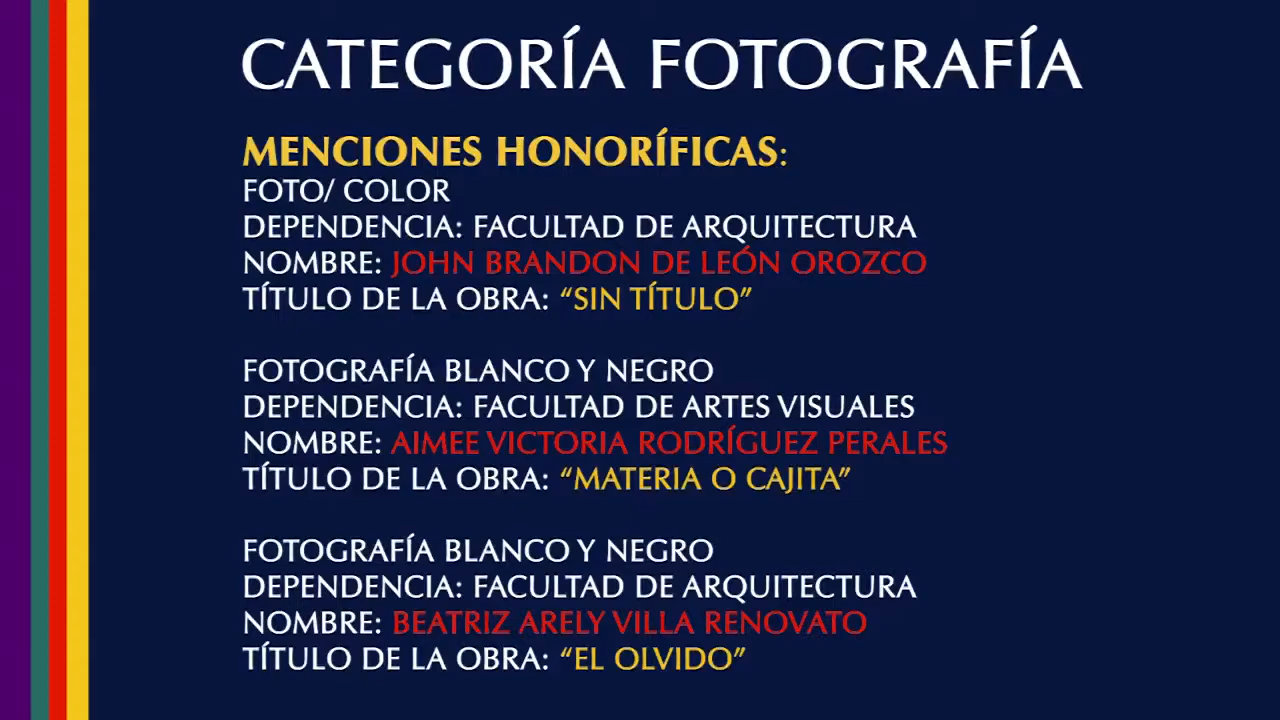 CATEGORÍA FOTOGRAFÍA
MENCIONES HONORÍFICAS:
FOTO/ COLOR
DEPENDENCIA: FACULTAD DE ARQUITECTURA
NOMBRE: JOHN BRANDON DE LEÓN OROZCO
TÍTULO DE LA OBRA: “SIN TÍTULO”
FOTOGRAFÍA BLANCO Y NEGRO
DEPENDENCIA: FACULTAD DE ARTES VISUALES
NOMBRE: AIMEE VICTORIA RODRÍGUEZ PERALES
TÍTULO DE LA OBRA: “MATERIA O CAJITA”
FOTOGRAFÍA BLANCO Y NEGRO
DEPENDENCIA: FACULTAD DE ARQUITECTURA
NOMBRE: BEATRIZ ARELY VILLA RENOVATO
TÍTULO DE LA OBRA: “EL OLVIDO”